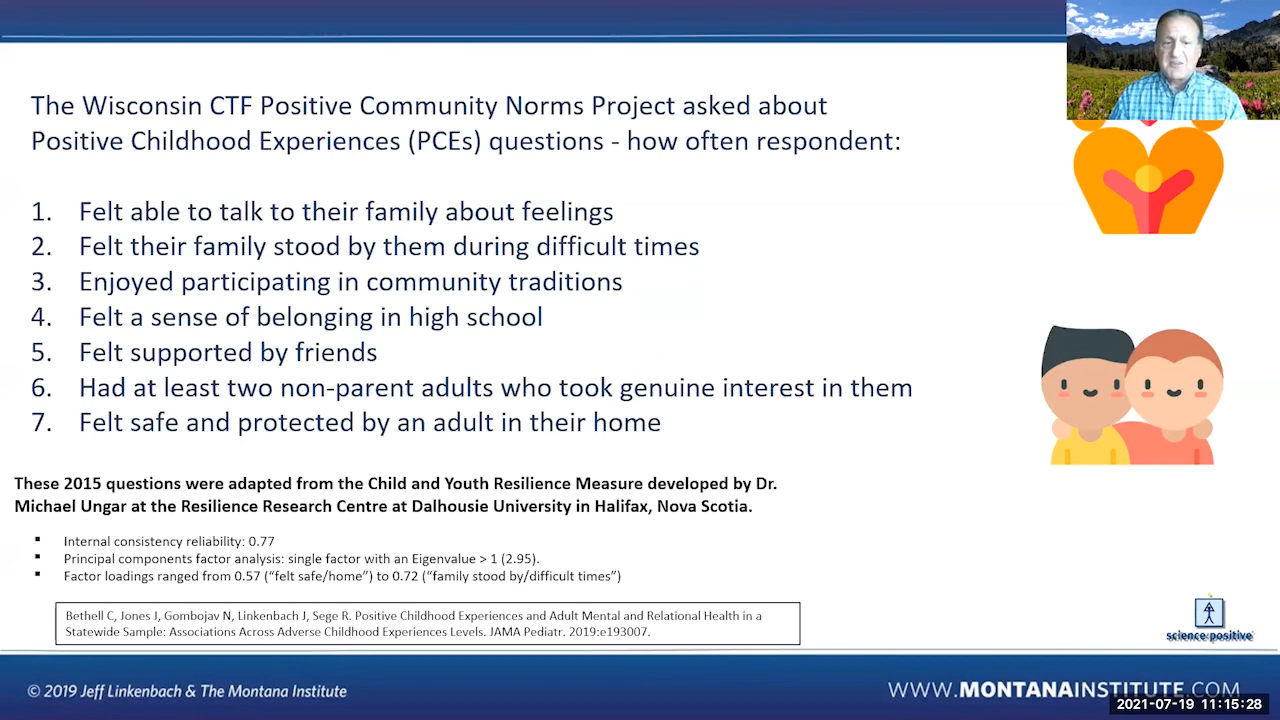 The Wisconsin CTF Positive Community Norms Project asked about
Positive Childhood Experiences (PCEs) questions - how often respondent:
1. Felt able to talk to their family about feelings
2. Felt their family stood by them during difficult times
3. Enjoyed participating in community traditions
4. Felt a sense of belonging in high school
5. Felt supported by friends
6. Had at least two non-parent adults who took genuine interest in them
7. Felt safe and protected by an adult in their home
These 2015 questions were adapted from the Child and Youth Resilience Measure developed by Dr.
Michael Ungar at the Resilience Research Centre at Dalhousie University in Halifax, Nova Scotia.
▪ Internal consistency reliability: 0.77
▪ Principal components factor analysis: single factor with an Eigenvalue > 1 (2.95).
▪ Factor loadings ranged from 0.57 (“felt safe/home”) to 0.72 (“family stood by/difficult times”)
Bethell C, Jones J, Gombojav N, Linkenbach J, Sege R. Positive Childhood Experiences and Adult Mental and Relational Health in a
Statewide Sample: Associations Across Adverse Childhood Experiences Levels. JAMA Pediatr. 2019:e193007.
science positive
© 2019 Jeff Linkenbach & The Montana Institute
WWW.MONTANAINSTITUTE.COM
2021-07-19 11:15:28